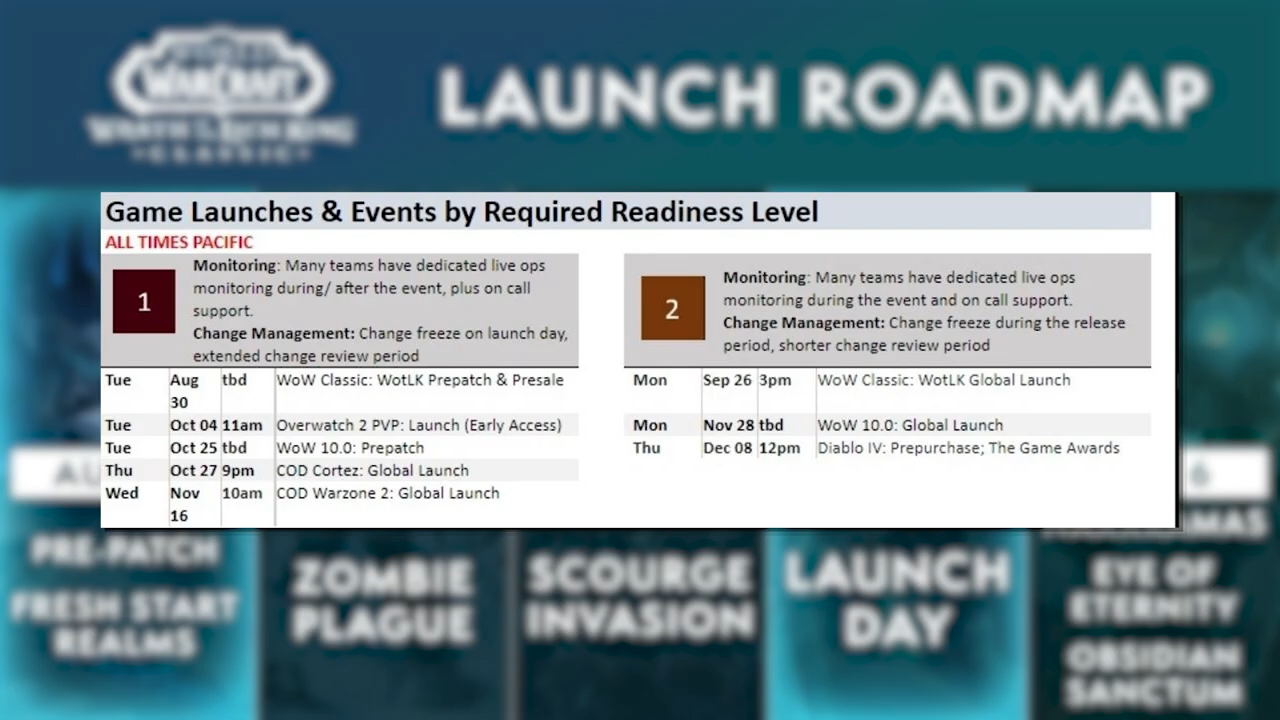 WARCRAFT
WRATH OF THE LICH KING
CLASSIC
LAUNCH ROADMAP
Game Launches & Events by Required Readiness Level
ALL TIMES PACIFIC
1
Monitoring: Many teams have dedicated live ops
monitoring during/ after the event, plus on call
support.
Change Management: Change freeze on launch day,
extended change review period
Tue Aug 30 tbd WoW Classic: WotLK Prepatch & Presale
Tue Oct 04 11am Overwatch 2 PVP: Launch (Early Access)
Tue Oct 25 tbd WoW 10.0: Prepatch
Thu Oct 27 9pm COD Cortez: Global Launch
Wed Nov 16 10am COD Warzone 2: Global Launch
2
Monitoring: Many teams have dedicated live ops
monitoring during the event and on call support.
Change Management: Change freeze during the release
period, shorter change review period
Mon Sep 26 3pm WoW Classic: WotLK Global Launch
Mon Nov 28 tbd WoW 10.0: Global Launch
Thu Dec 08 12pm Diablo IV: Prepurchase; The Game Awards
PRE-PATCH
FRESH START
REALMS
ZOMBIE
PLAGUE
SCOURGE
INVASION
LAUNCH
DAY
EYE OF
ETERNITY
OBSIDIAN
SANCTUM